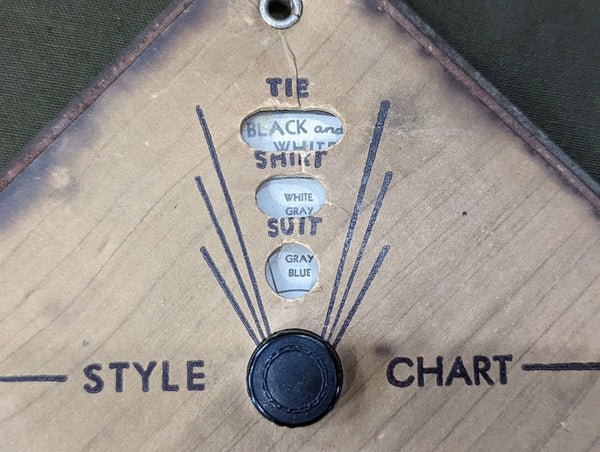 TIE
BLACK and
WHITE
SHIRT
WHITE
GRAY
SUIT
GRAY
BLUE
STYLE CHART